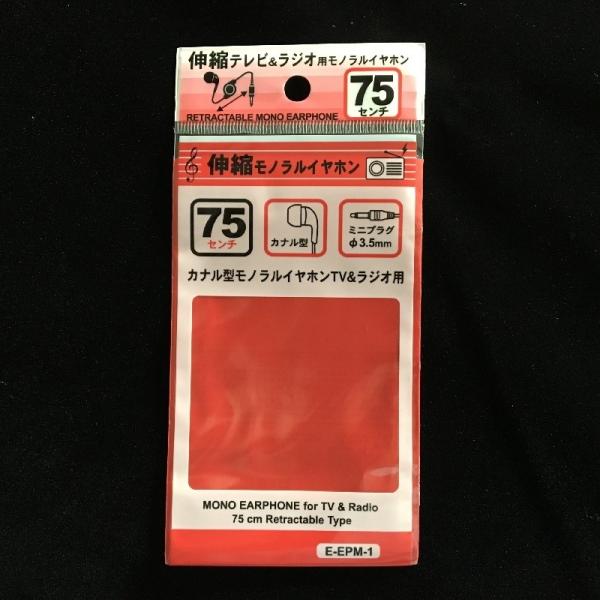 伸縮テレビ&ラジオ用モノラルイヤホン
75
センチ
RETRACTABLE MONO EARPHONE
伸縮モノラルイヤホン
75
センチ
カナル型
ミニプラグ
φ3.5mm
カナル型モノラルイヤホンTV&ラジオ用
MONO EARPHONE for TV & Radio
75 cm Retractable Type
E-EPM-1